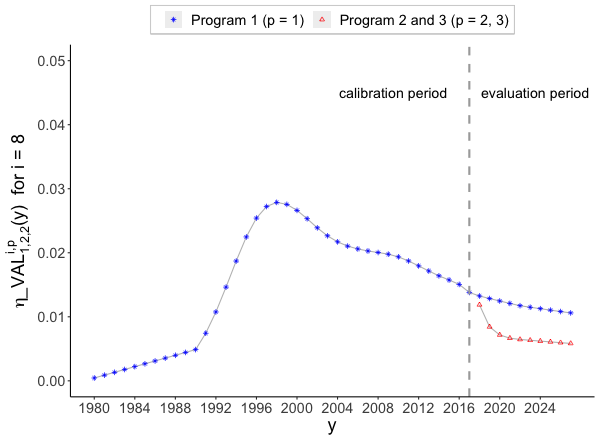 Program 1 (p = 1) Program 2 and 3 (p = 2, 3)
0.05
calibration period evaluation period
0.04
0.03
0.02
0.01
0.00
η_VAL^{i,p}_{1,2,2}(y) for i = 8
1980 1984 1988 1992 1996 2000 2004 2008 2012 2016 2020 2024
y